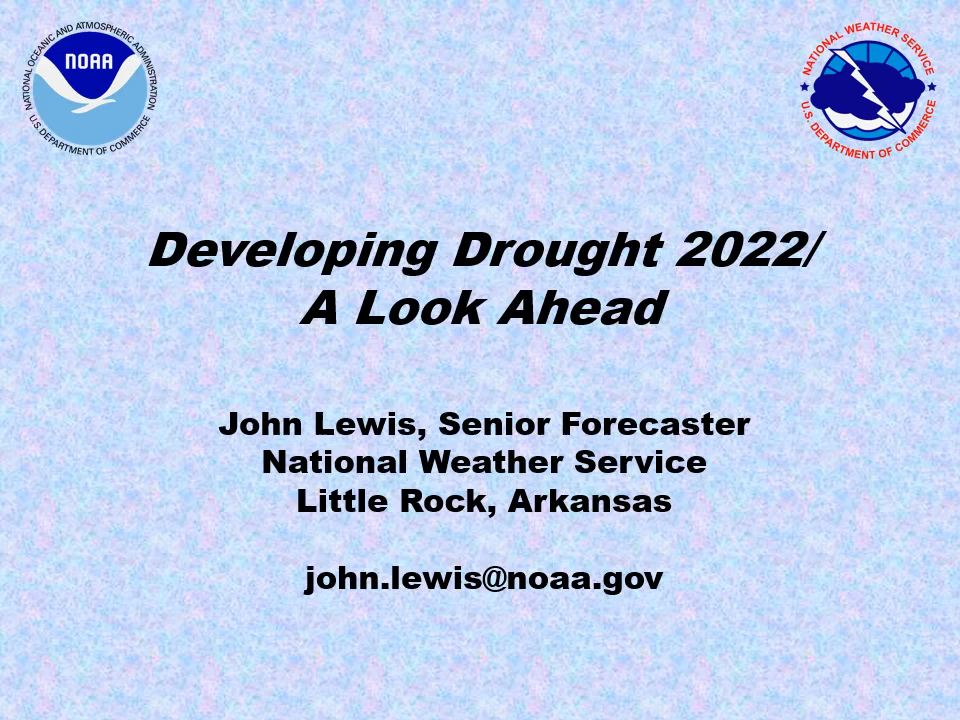 NATIONAL OCEANIC AND ATMOSPHERIC ADMINISTRATION
NOAA
U.S. DEPARTMENT OF COMMERCE
NATIONAL WEATHER SERVICE
U.S. DEPARTMENT OF COMMERCE
Developing Drought 2022/
A Look Ahead
John Lewis, Senior Forecaster
National Weather Service
Little Rock, Arkansas
john.lewis@noaa.gov